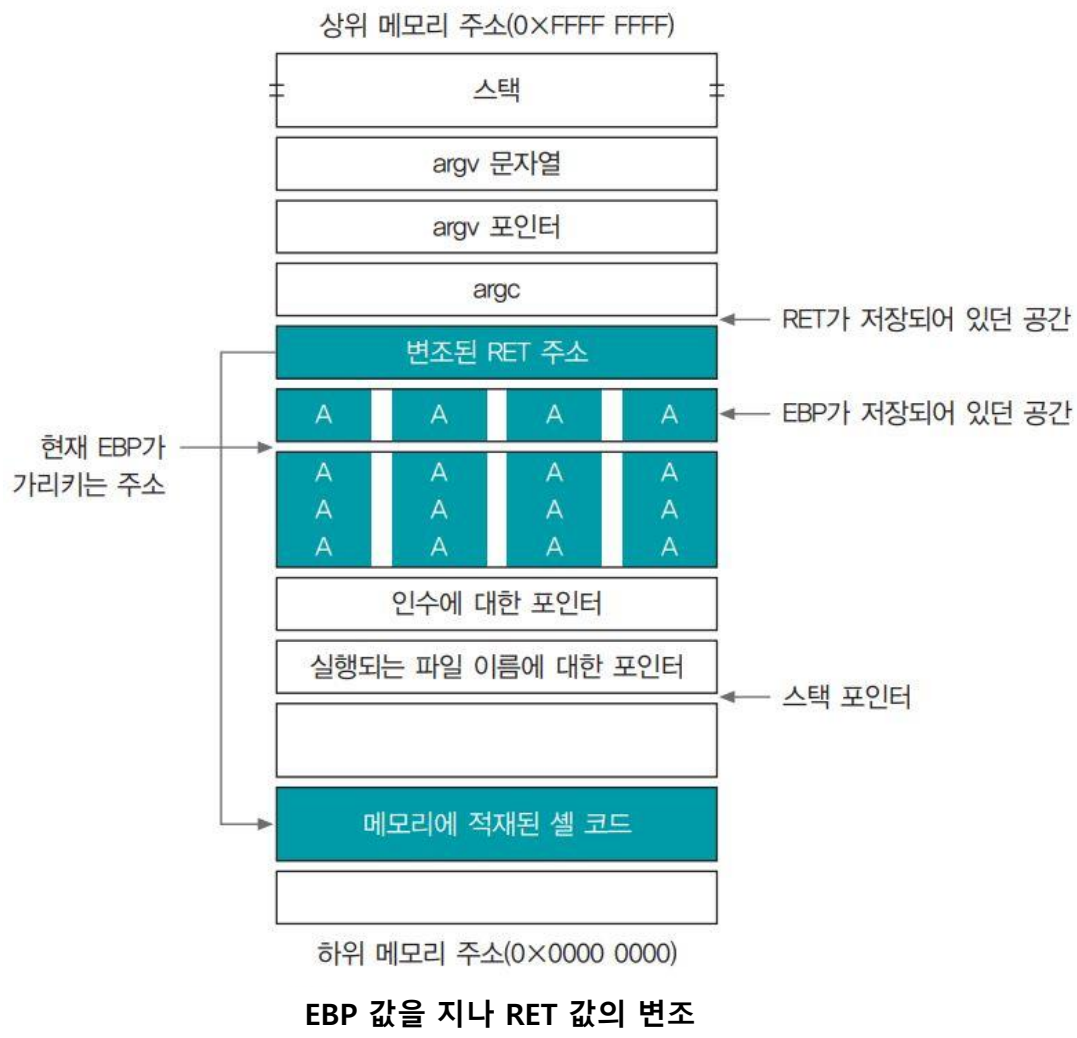 상위 메모리 주소(0×FFFF FFFF)
스택
argv 문자열
argv 포인터
argc
RET가 저장되어 있던 공간
변조된 RET 주소
A A A A
EBP가 저장되어 있던 공간
현재 EBP가
가리키는 주소
A A A A
A A A A
A A A A
인수에 대한 포인터
실행되는 파일 이름에 대한 포인터
스택 포인터
메모리에 적재된 셸 코드
하위 메모리 주소(0×0000 0000)
EBP 값을 지나 RET 값의 변조